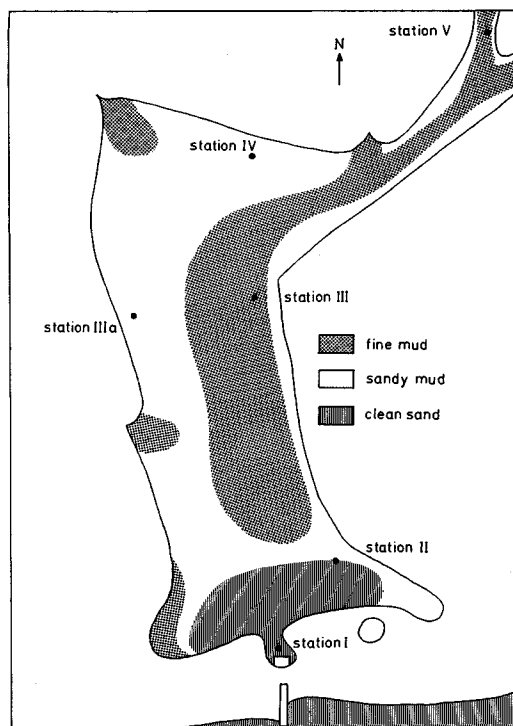 station V
N
station IV
station III
station IIIa
fine mud
sandy mud
clean sand
station II
station I